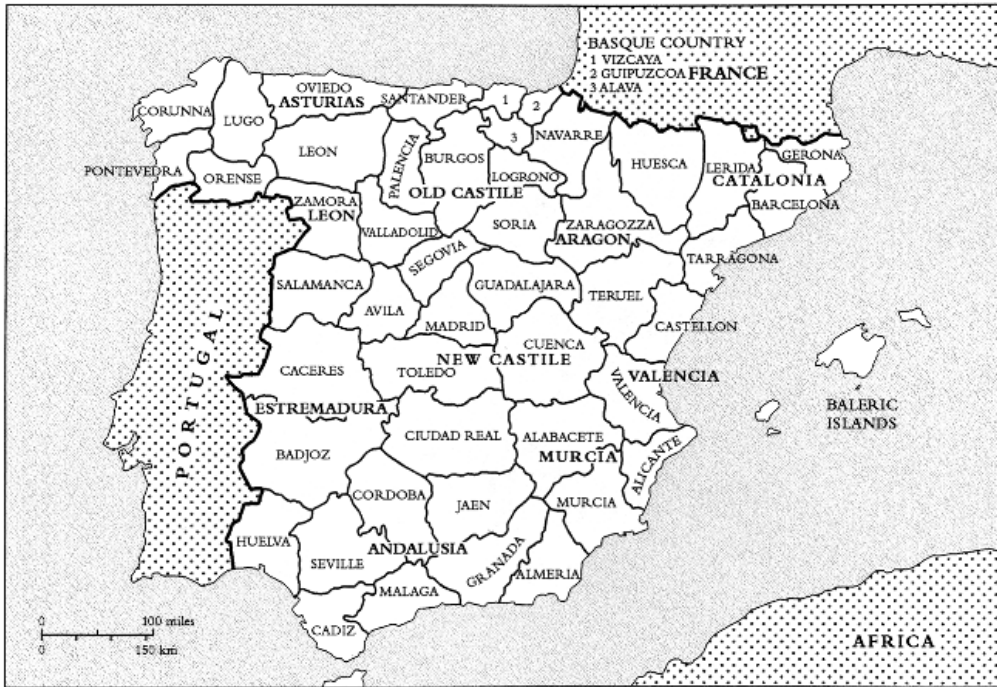 BASQUE COUNTRY
1 VIZCAYA
2 GUIPUZCOA
FRANCE
3 ALAVA
OVIEDO
ASTURIAS
SANTANDER
1
2
3
CORUNNA
LUGO
LEON
PALENCIA
BURGOS
NAVARRE
HUESCA
LERIDA
GERONA
CATALONIA
PONTEVEDRA
ORENSE
LOGRONO
OLD CASTILE
ZAMORA
LEON
VALLADOLID
SORIA
ZARAGOZZA
ARAGON
BARCELONA
SEGOVIA
TARRAGONA
SALAMANCA
AVILA
GUADALAJARA
TERUEL
MADRID
CASTELLON
CUENCA
NEW CASTILE
CACERES
TOLEDO
VALENCIA
VALENCIA
PORTUGAL
BALERIC
ISLANDS
ESTREMADURA
CIUDAD REAL
ALABACETE
MURCIA
ALICANTE
BADJOZ
CORDOBA
JAEN
MURCIA
HUELVA
SEVILLE
ANDALUSIA
GRANADA
ALMERIA
MALAGA
CADIZ
0 100 miles
0 150 km
AFRICA